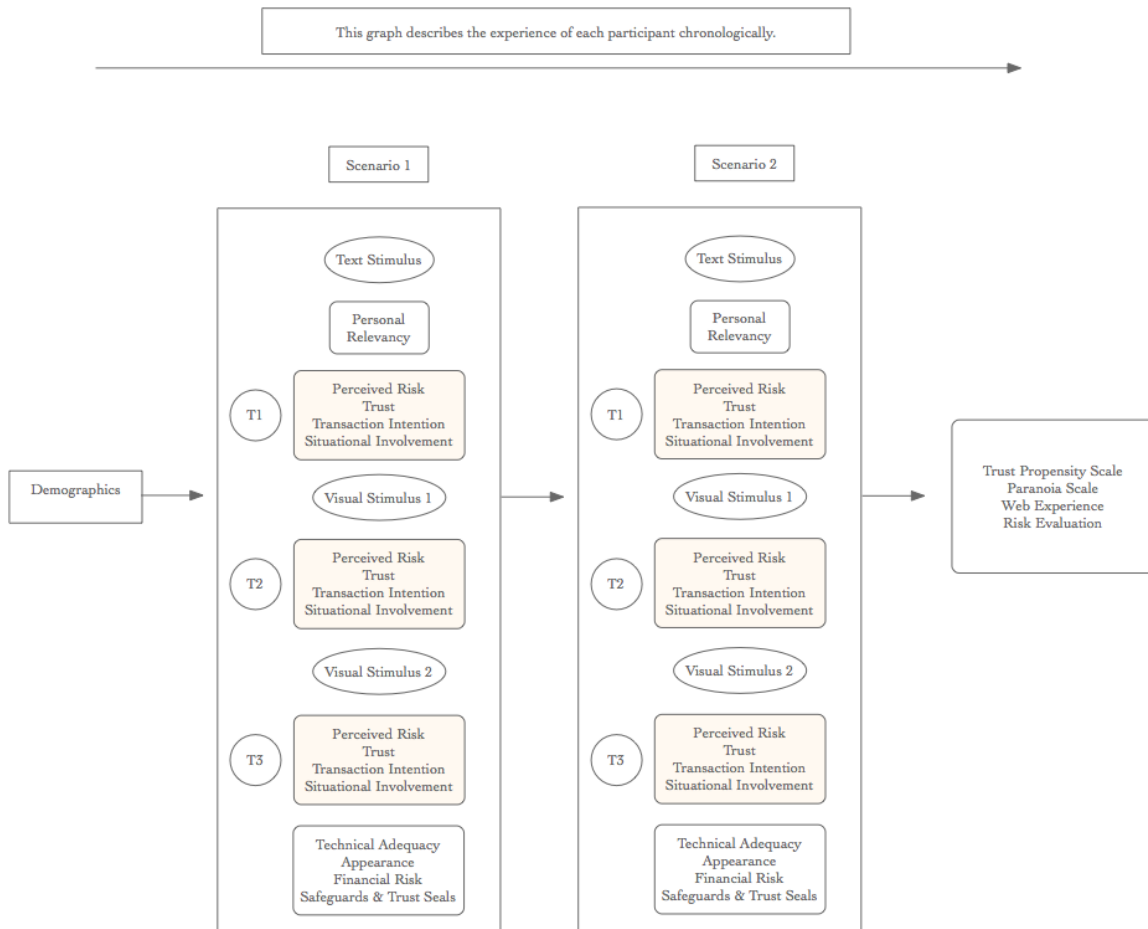 This graph describes the experience of each participant chronologically.
Demographics
Scenario 1
Text Stimulus
Personal
Relevancy
T1
Perceived Risk
Trust
Transaction Intention
Situational Involvement
Visual Stimulus 1
T2
Perceived Risk
Trust
Transaction Intention
Situational Involvement
Visual Stimulus 2
T3
Perceived Risk
Trust
Transaction Intention
Situational Involvement
Technical Adequacy
Appearance
Financial Risk
Safeguards & Trust Seals
Scenario 2
Text Stimulus
Personal
Relevancy
T1
Perceived Risk
Trust
Transaction Intention
Situational Involvement
Visual Stimulus 1
T2
Perceived Risk
Trust
Transaction Intention
Situational Involvement
Visual Stimulus 2
T3
Perceived Risk
Trust
Transaction Intention
Situational Involvement
Technical Adequacy
Appearance
Financial Risk
Safeguards & Trust Seals
Trust Propensity Scale
Paranoia Scale
Web Experience
Risk Evaluation